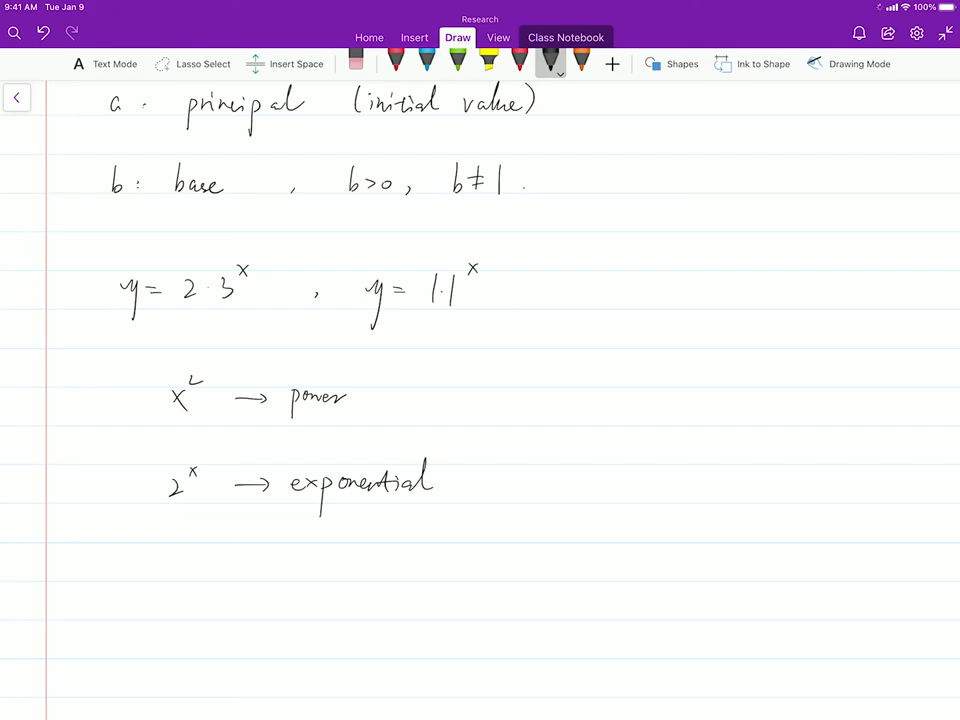 9:41 AM Tue Jan 9 100%
Research
Home Insert Draw View Class Notebook
A Text Mode Lasso Select Insert Space Shapes Ink to Shape Drawing Mode
a : principal (initial value)
b : base , b>0, b≠1.
y = 2·3^x , y = 1.1^x
x^2 → power
2^x → exponential